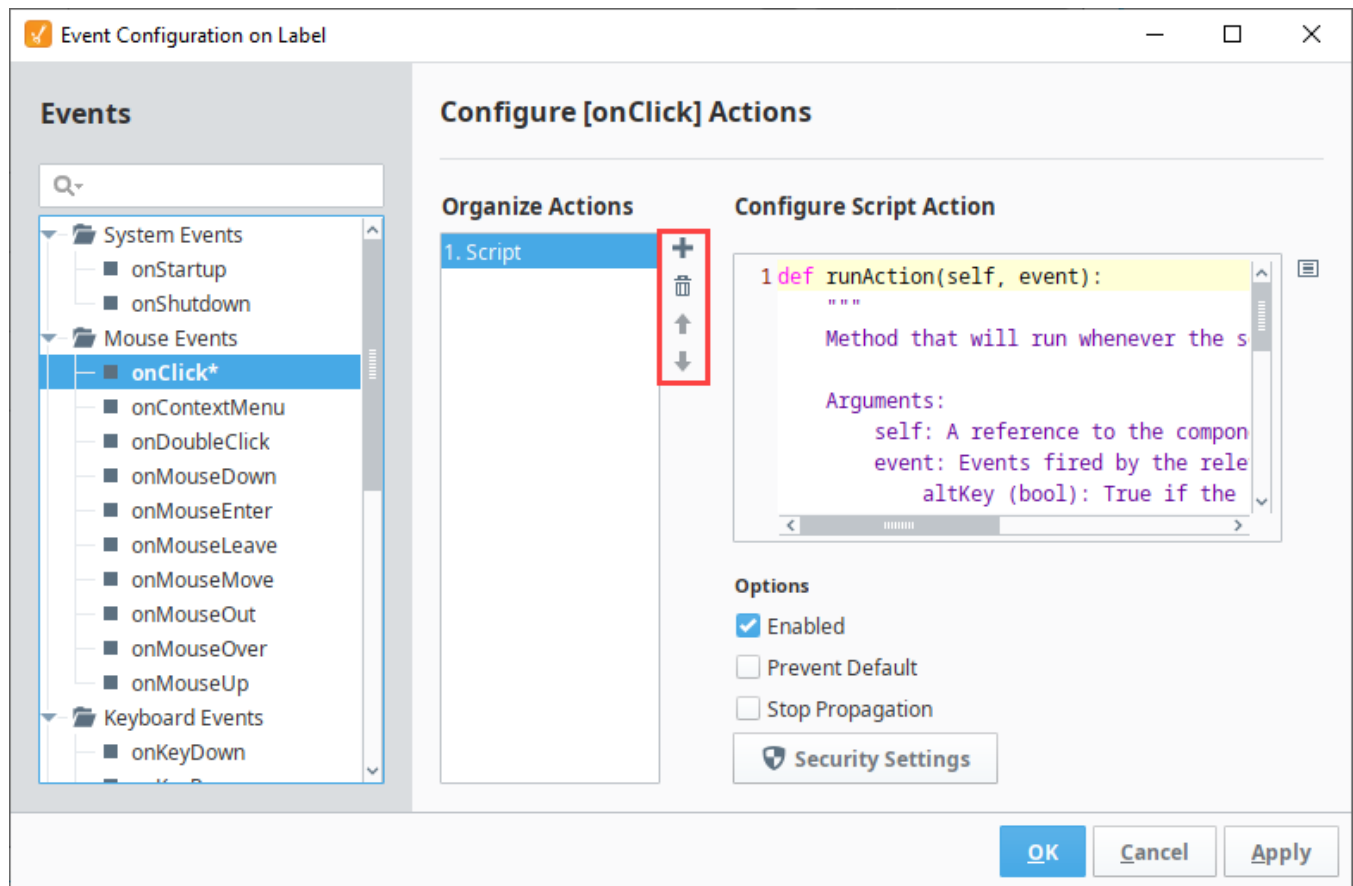 Event Configuration on Label
Events
System Events
onStartup
onShutdown
Mouse Events
onClick*
onContextMenu
onDoubleClick
onMouseDown
onMouseEnter
onMouseLeave
onMouseMove
onMouseOut
onMouseOver
onMouseUp
Keyboard Events
onKeyDown
Configure [onClick] Actions
Organize Actions
1. Script
Configure Script Action
1 def runAction(self, event):
"""
Method that will run whenever the s
Arguments:
self: A reference to the compon
event: Events fired by the rele
altKey (bool): True if the
Options
Enabled
Prevent Default
Stop Propagation
Security Settings
OK
Cancel
Apply